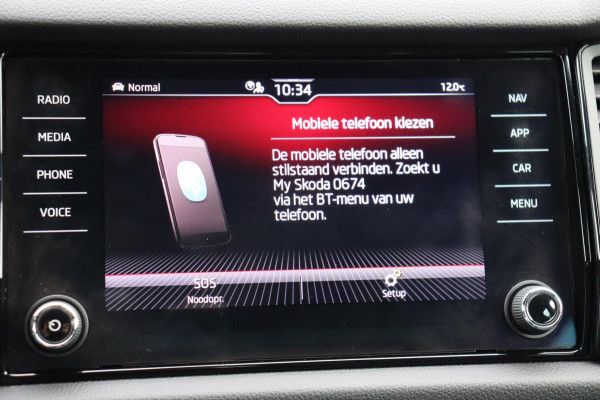 RADIO
MEDIA
PHONE
VOICE
NAV
APP
CAR
MENU
Normal
10:34
12.0°C
Mobiele telefoon kiezen
De mobiele telefoon alleen
stilstaand verbinden. Zoekt u
My Skoda 0674
via het BT-menu van uw
telefoon.
SOS
Noodopr.
Setup